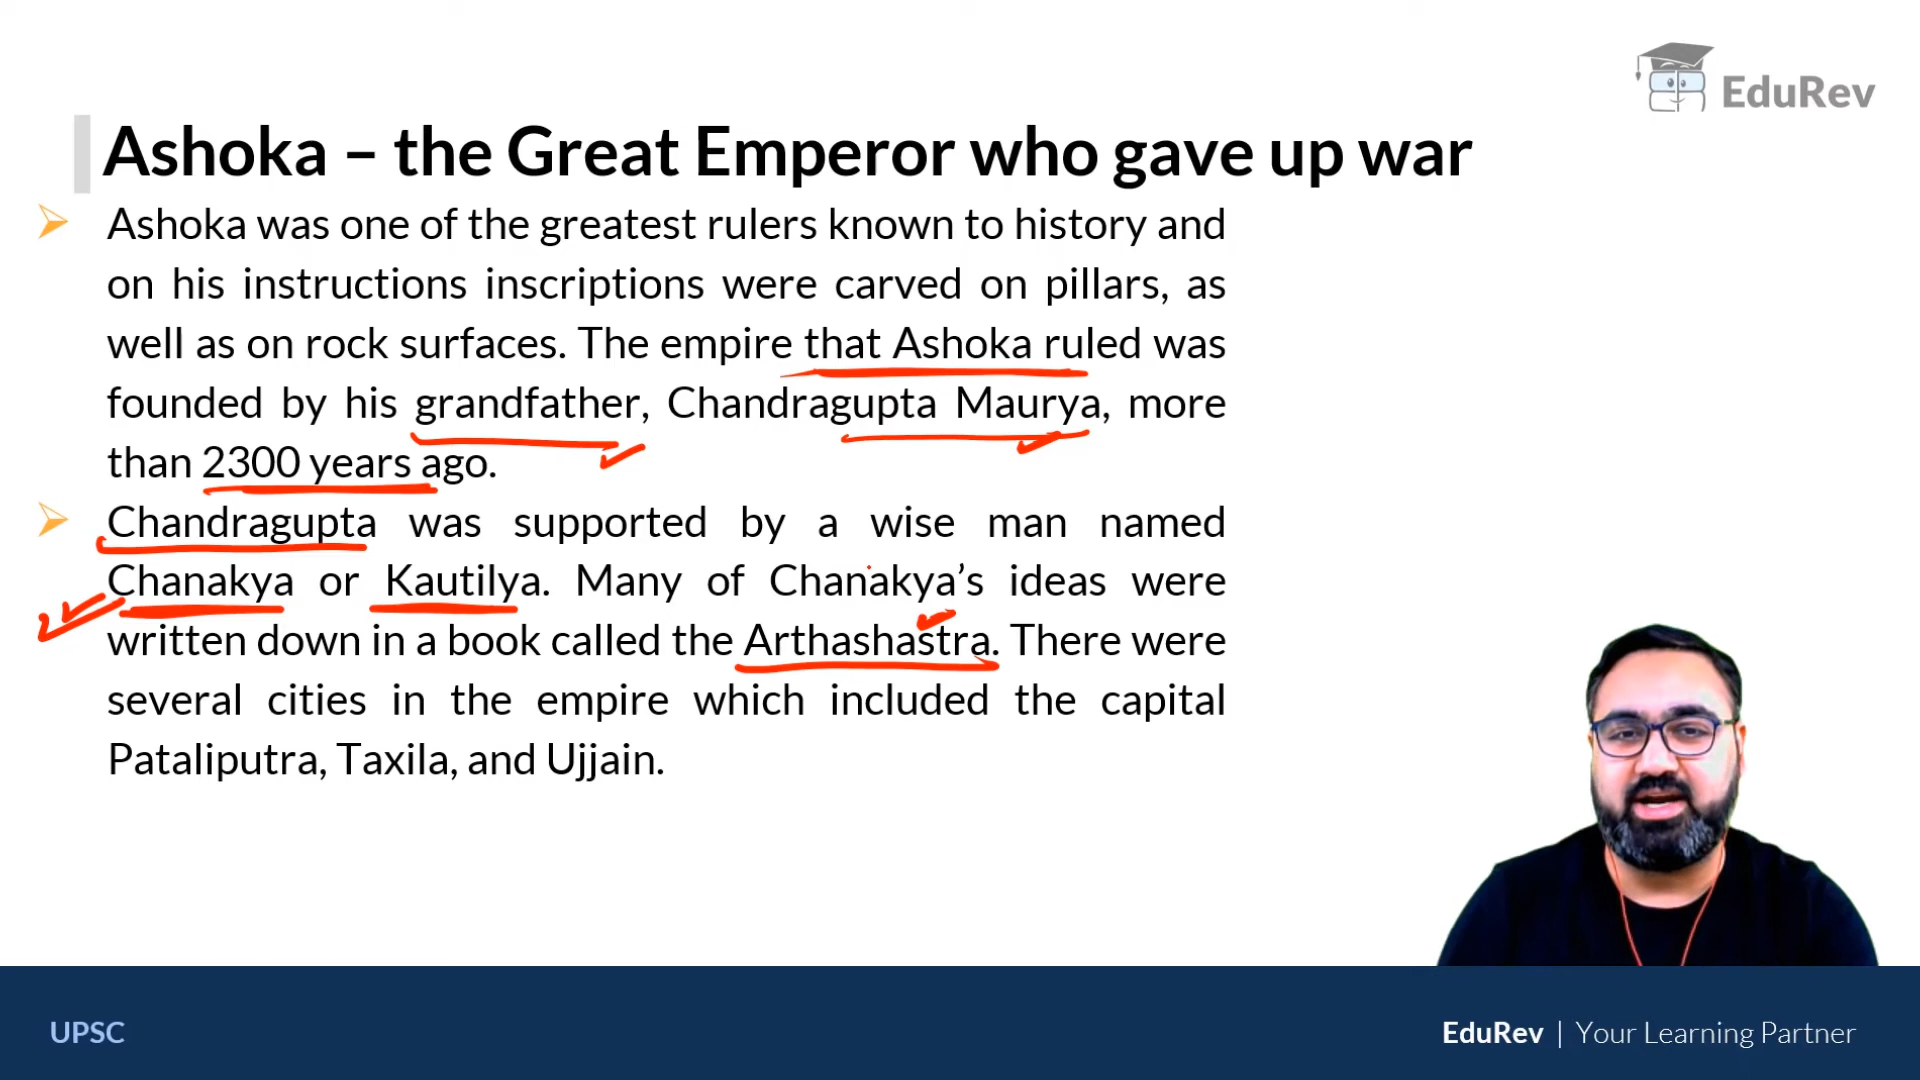 EduRev
Ashoka – the Great Emperor who gave up war
Ashoka was one of the greatest rulers known to history and
on his instructions inscriptions were carved on pillars, as
well as on rock surfaces. The empire that Ashoka ruled was
founded by his grandfather, Chandragupta Maurya, more
than 2300 years ago.
Chandragupta was supported by a wise man named
Chanakya or Kautilya. Many of Chanakya’s ideas were
written down in a book called the Arthashastra. There were
several cities in the empire which included the capital
Pataliputra, Taxila, and Ujjain.
UPSC
EduRev | Your Learning Partner